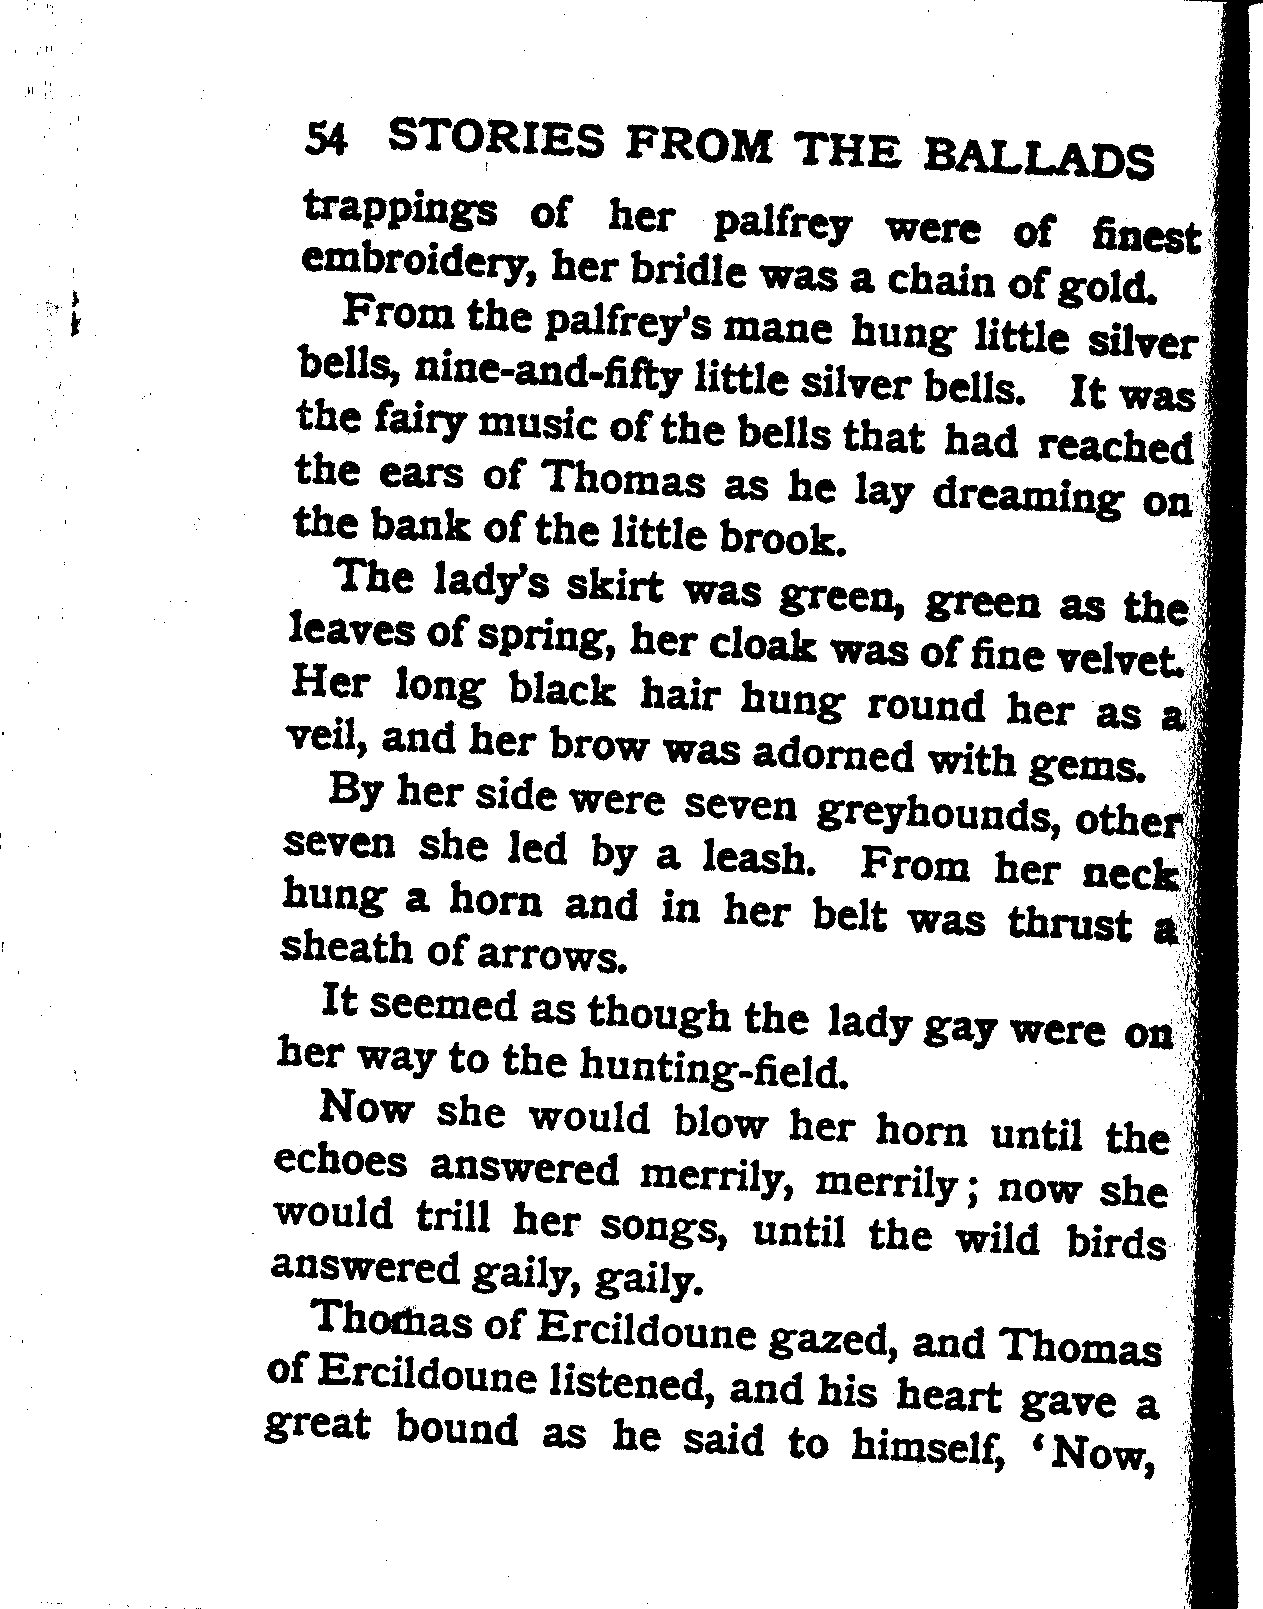 54 STORIES FROM THE BALLADS
trappings of her palfrey were of finest
embroidery, her bridle was a chain of gold.
From the palfrey's mane hung little silver
bells, nine-and-fifty little silver bells. It was
the fairy music of the bells that had reached
the ears of Thomas as he lay dreaming on
the bank of the little brook.
The lady's skirt was green, green as the
leaves of spring, her cloak was of fine velvet.
Her long black hair hung round her as a
veil, and her brow was adorned with gems.
By her side were seven greyhounds, other
seven she led by a leash. From her neck
hung a horn and in her belt was thrust a
sheath of arrows.
It seemed as though the lady gay were on
her way to the hunting-field.
Now she would blow her horn until the
echoes answered merrily, merrily; now she
would trill her songs, until the wild birds
answered gaily, gaily.
Thomas of Ercildoune gazed, and Thomas
of Ercildoune listened, and his heart gave a
great bound as he said to himself, 'Now,